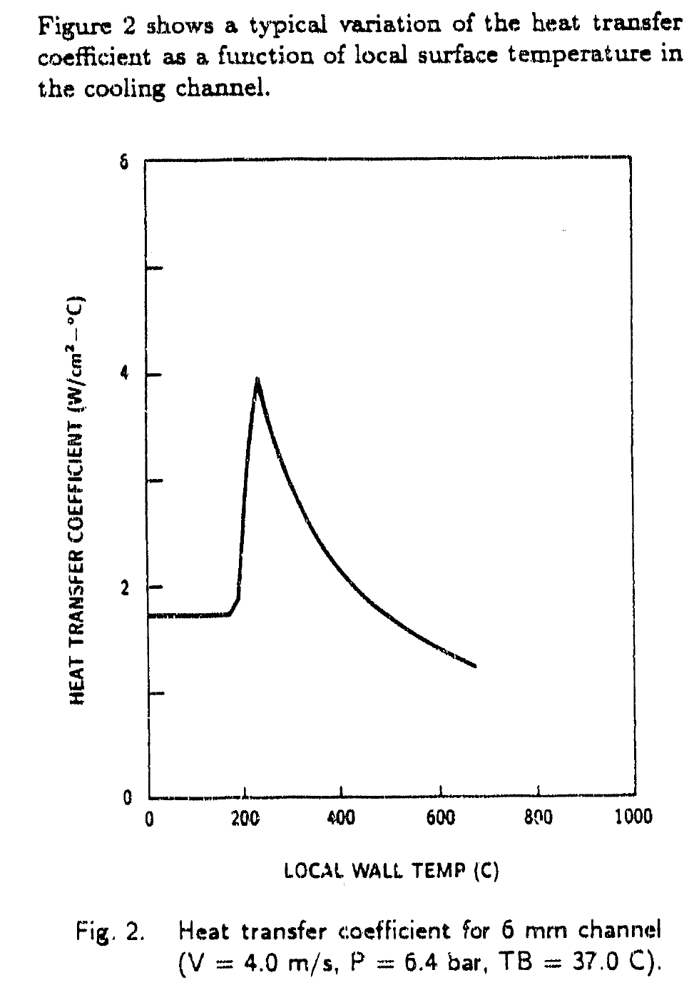 Figure 2 shows a typical variation of the heat transfer
coefficient as a function of local surface temperature in
the cooling channel.
6
4
2
0
HEAT TRANSFER COEFFICIENT (W/cm²–°C)
0 200 400 600 800 1000
LOCAL WALL TEMP (C)
Fig. 2. Heat transfer coefficient for 6 mm channel
(V = 4.0 m/s, P = 6.4 bar, TB = 37.0 C).